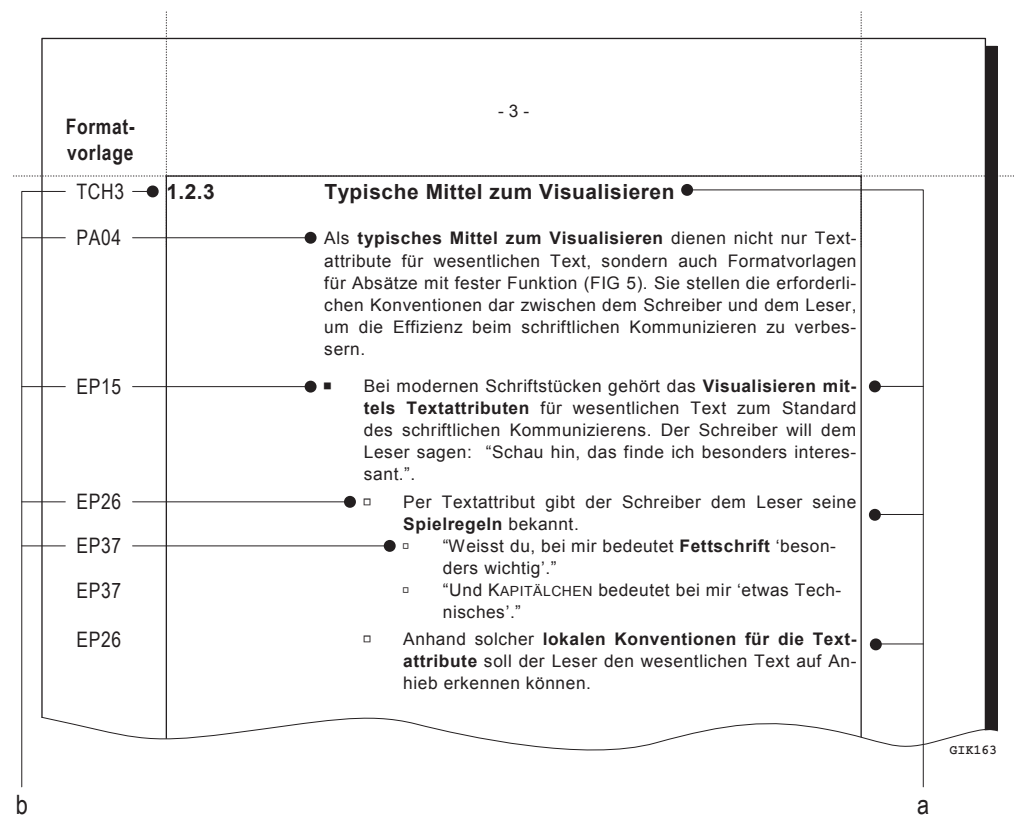 - 3 -
Format-
vorlage
TCH3 1.2.3 Typische Mittel zum Visualisieren
PA04 Als typisches Mittel zum Visualisieren dienen nicht nur Text-
attribute für wesentlichen Text, sondern auch Formatvorlagen
für Absätze mit fester Funktion (FIG 5). Sie stellen die erforderli-
chen Konventionen dar zwischen dem Schreiber und dem Leser,
um die Effizienz beim schriftlichen Kommunizieren zu verbes-
sern.
EP15 ■ Bei modernen Schriftstücken gehört das Visualisieren mit-
tels Textattributen für wesentlichen Text zum Standard
des schriftlichen Kommunizierens. Der Schreiber will dem
Leser sagen: “Schau hin, das finde ich besonders interes-
sant.”.
EP26 □ Per Textattribut gibt der Schreiber dem Leser seine
Spielregeln bekannt.
EP37 □ “Weisst du, bei mir bedeutet Fettschrift ‘beson-
ders wichtig’.”
EP37 □ “Und KAPITÄLCHEN bedeutet bei mir ‘etwas Tech-
nisches’.”
EP26 □ Anhand solcher lokalen Konventionen für die Text-
attribute soll der Leser den wesentlichen Text auf An-
hieb erkennen können.
GIK163
b a